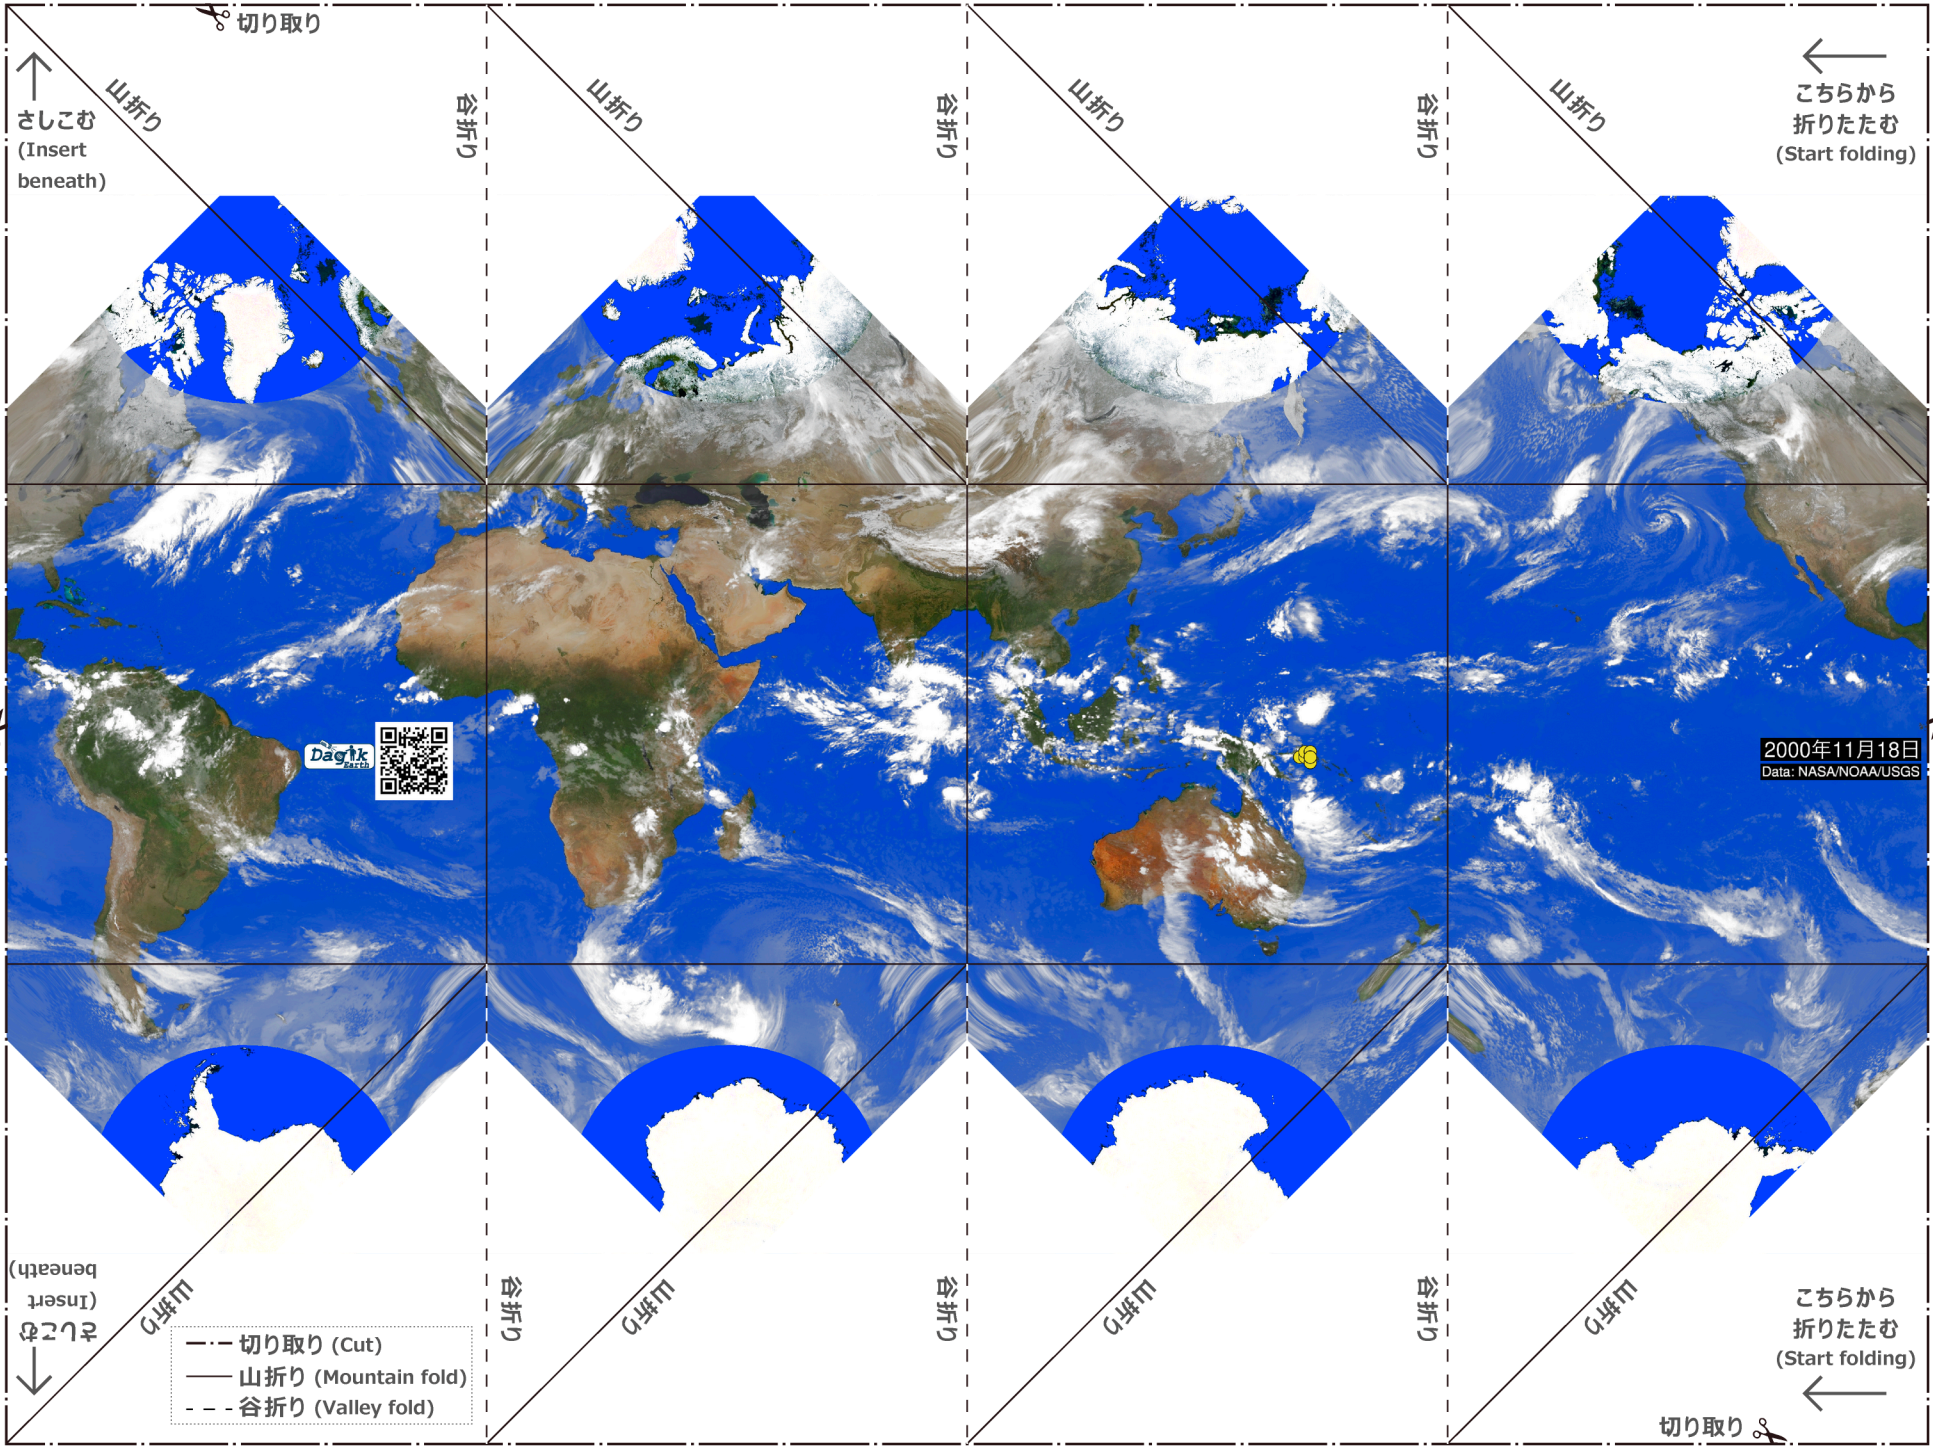 切り取り
山折り
谷折り
山折り
谷折り
山折り
谷折り
山折り
さしこむ
(Insert
beneath)
こちらから
折りたたむ
(Start folding)
Dagik
Earth
2000年11月18日
Data: NASA/NOAA/USGS
さしこむ
(Insert
beneath)
山折り
谷折り
山折り
谷折り
山折り
谷折り
山折り
こちらから
折りたたむ
(Start folding)
切り取り (Cut)
山折り (Mountain fold)
谷折り (Valley fold)
切り取り